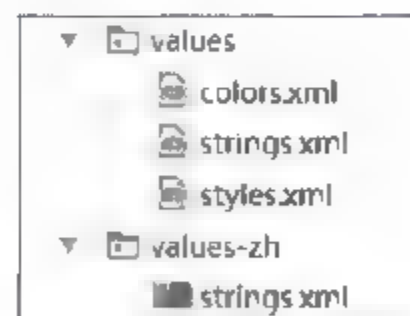 values
colors.xml
strings.xml
styles.xml
values-zh
strings.xml